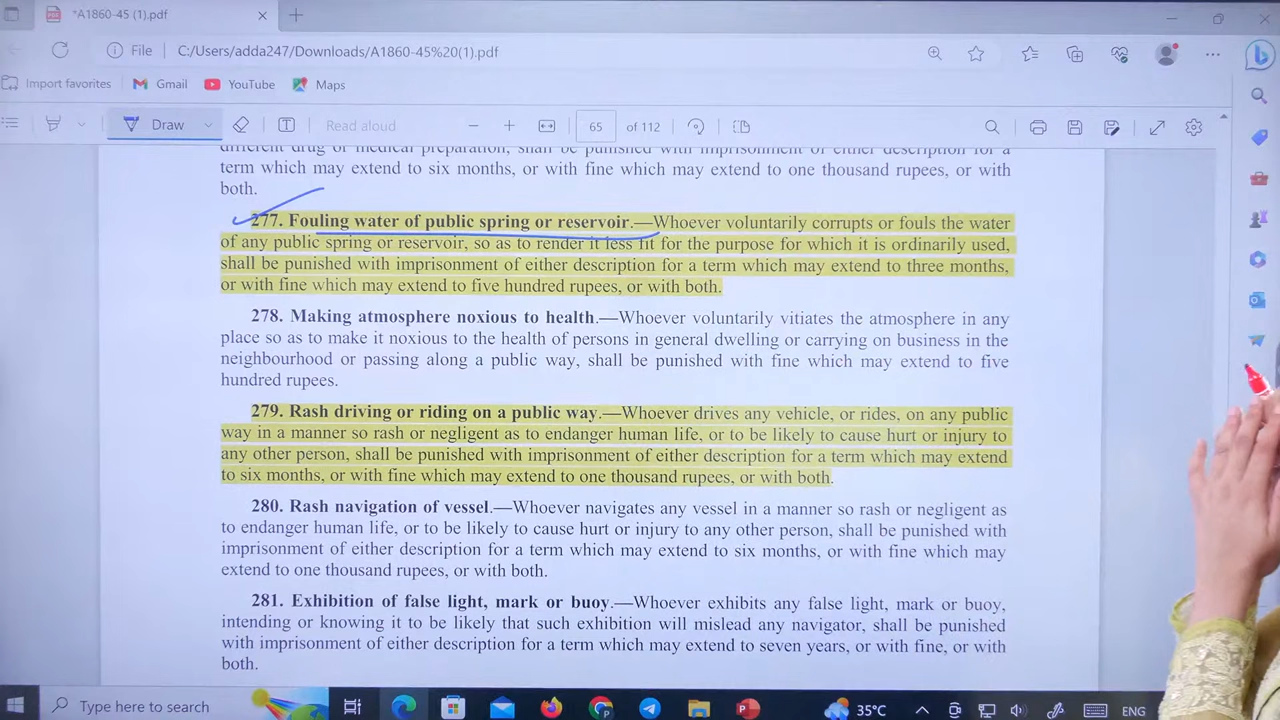 *A1860-45 (1).pdf
File C:/Users/adda247/Downloads/A1860-45%20(1).pdf
Import favorites Gmail YouTube Maps
Draw Read aloud 65 of 112
different drug or medical preparation, shall be punished with imprisonment of either description for a
term which may extend to six months, or with fine which may extend to one thousand rupees, or with
both.
277. Fouling water of public spring or reservoir.—Whoever voluntarily corrupts or fouls the water
of any public spring or reservoir, so as to render it less fit for the purpose for which it is ordinarily used,
shall be punished with imprisonment of either description for a term which may extend to three months,
or with fine which may extend to five hundred rupees, or with both.
278. Making atmosphere noxious to health.—Whoever voluntarily vitiates the atmosphere in any
place so as to make it noxious to the health of persons in general dwelling or carrying on business in the
neighbourhood or passing along a public way, shall be punished with fine which may extend to five
hundred rupees.
279. Rash driving or riding on a public way.—Whoever drives any vehicle, or rides, on any public
way in a manner so rash or negligent as to endanger human life, or to be likely to cause hurt or injury to
any other person, shall be punished with imprisonment of either description for a term which may extend
to six months, or with fine which may extend to one thousand rupees, or with both.
280. Rash navigation of vessel.—Whoever navigates any vessel in a manner so rash or negligent as
to endanger human life, or to be likely to cause hurt or injury to any other person, shall be punished with
imprisonment of either description for a term which may extend to six months, or with fine which may
extend to one thousand rupees, or with both.
281. Exhibition of false light, mark or buoy.—Whoever exhibits any false light, mark or buoy,
intending or knowing it to be likely that such exhibition will mislead any navigator, shall be punished
with imprisonment of either description for a term which may extend to seven years, or with fine, or with
both.
Type here to search 35°C ENG